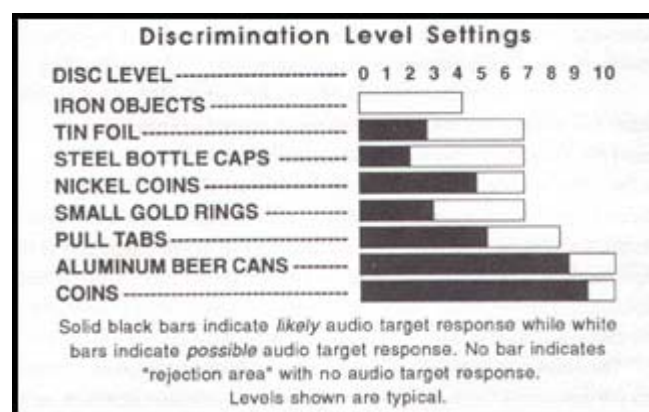 Discrimination Level Settings
DISC LEVEL 0 1 2 3 4 5 6 7 8 9 10
IRON OBJECTS
TIN FOIL
STEEL BOTTLE CAPS
NICKEL COINS
SMALL GOLD RINGS
PULL TABS
ALUMINUM BEER CANS
COINS
Solid black bars indicate likely audio target response while white
bars indicate possible audio target response. No bar indicates
"rejection area" with no audio target response.
Levels shown are typical.